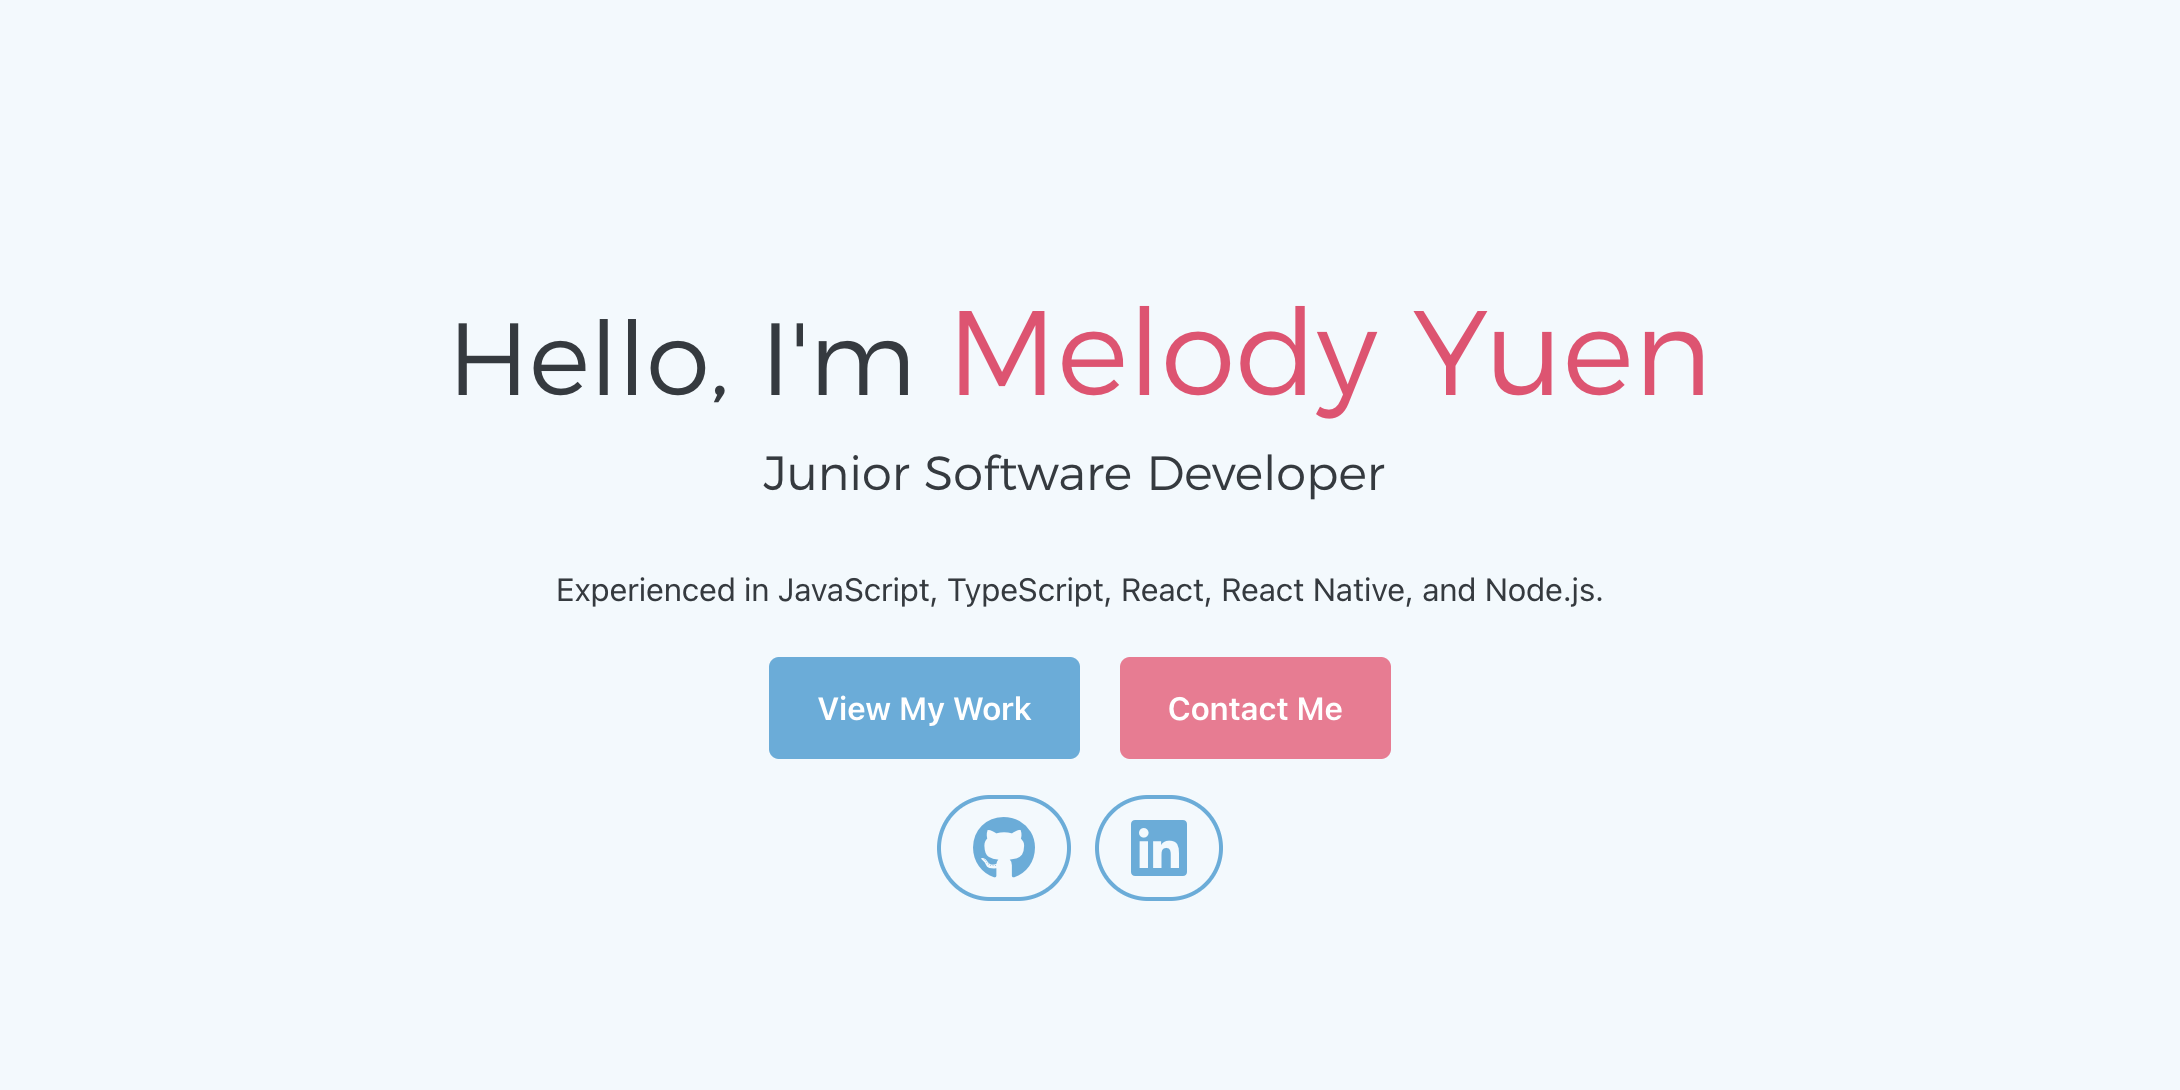 Hello, I'm Melody Yuen
Junior Software Developer
Experienced in JavaScript, TypeScript, React, React Native, and Node.js.
View My Work
Contact Me
in